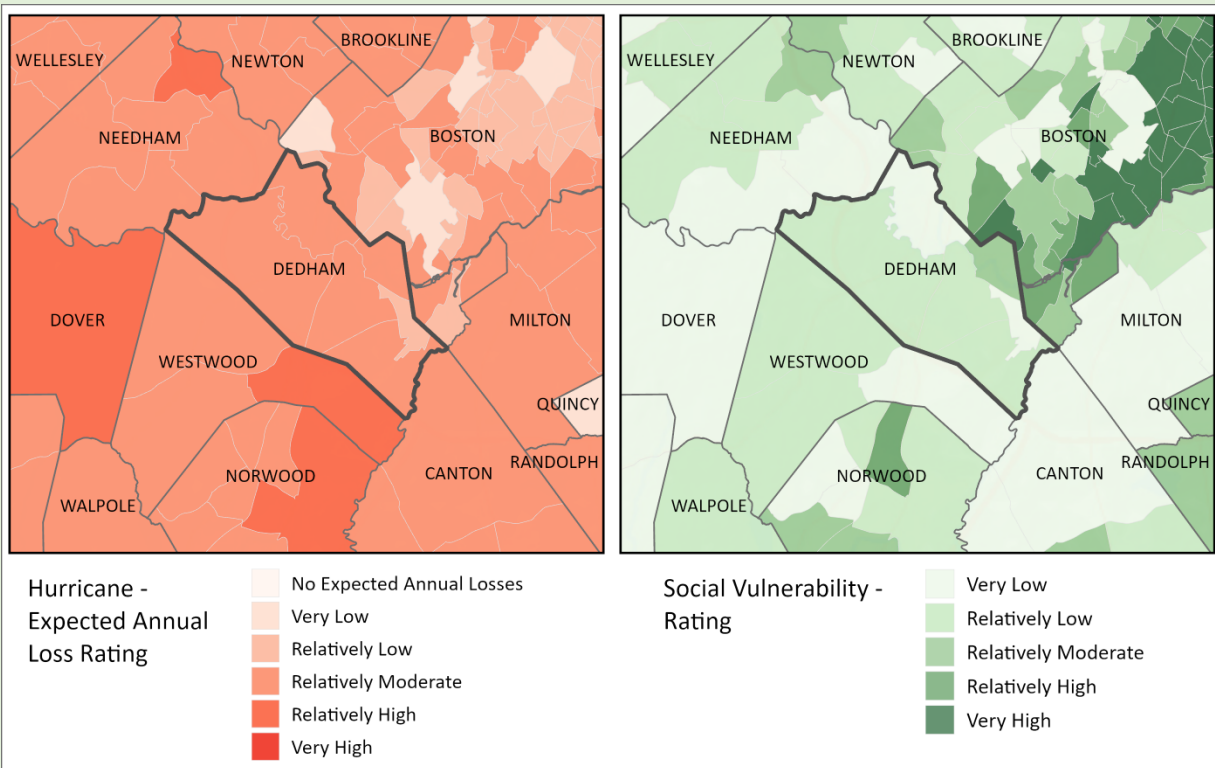 BROOKLINE
WELLESLEY
NEWTON
NEEDHAM
BOSTON
DEDHAM
DOVER
MILTON
WESTWOOD
QUINCY
RANDOLPH
NORWOOD
CANTON
WALPOLE
BROOKLINE
WELLESLEY
NEWTON
NEEDHAM
BOSTON
DEDHAM
DOVER
MILTON
WESTWOOD
QUINCY
RANDOLPH
NORWOOD
CANTON
WALPOLE
Hurricane -
Expected Annual
Loss Rating
No Expected Annual Losses
Very Low
Relatively Low
Relatively Moderate
Relatively High
Very High
Social Vulnerability -
Rating
Very Low
Relatively Low
Relatively Moderate
Relatively High
Very High